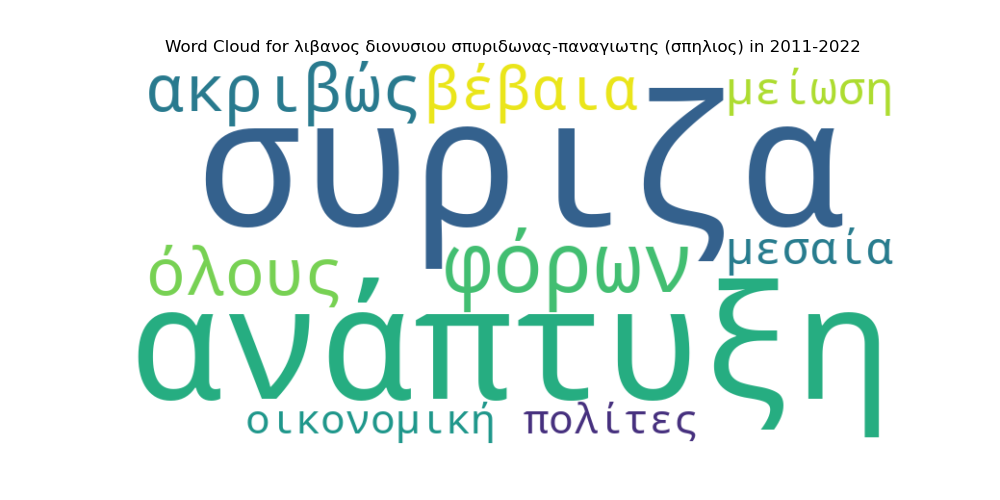 Word Cloud for λιβανος διονυσιου σπυριδωνας-παναγιωτης (σπηλιος) in 2011-2022
ακριβώς βέβαια μείωση
συριζα
όλους φόρων μεσαία
ανάπτυξη
οικονομική πολίτες